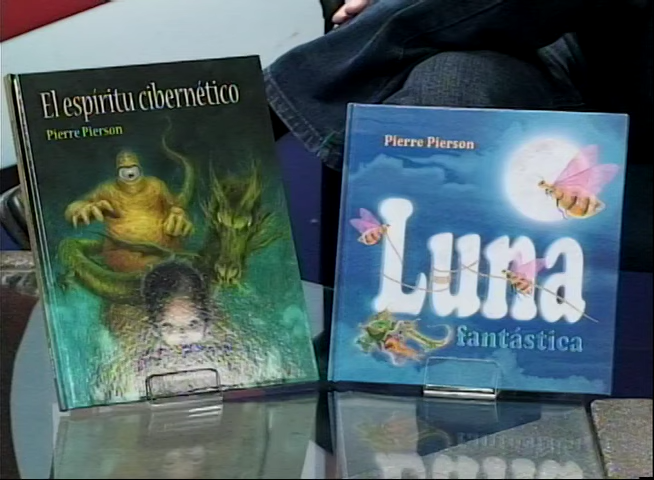 El espíritu cibernético
Pierre Pierson
Pierre Pierson
Luna
fantástica